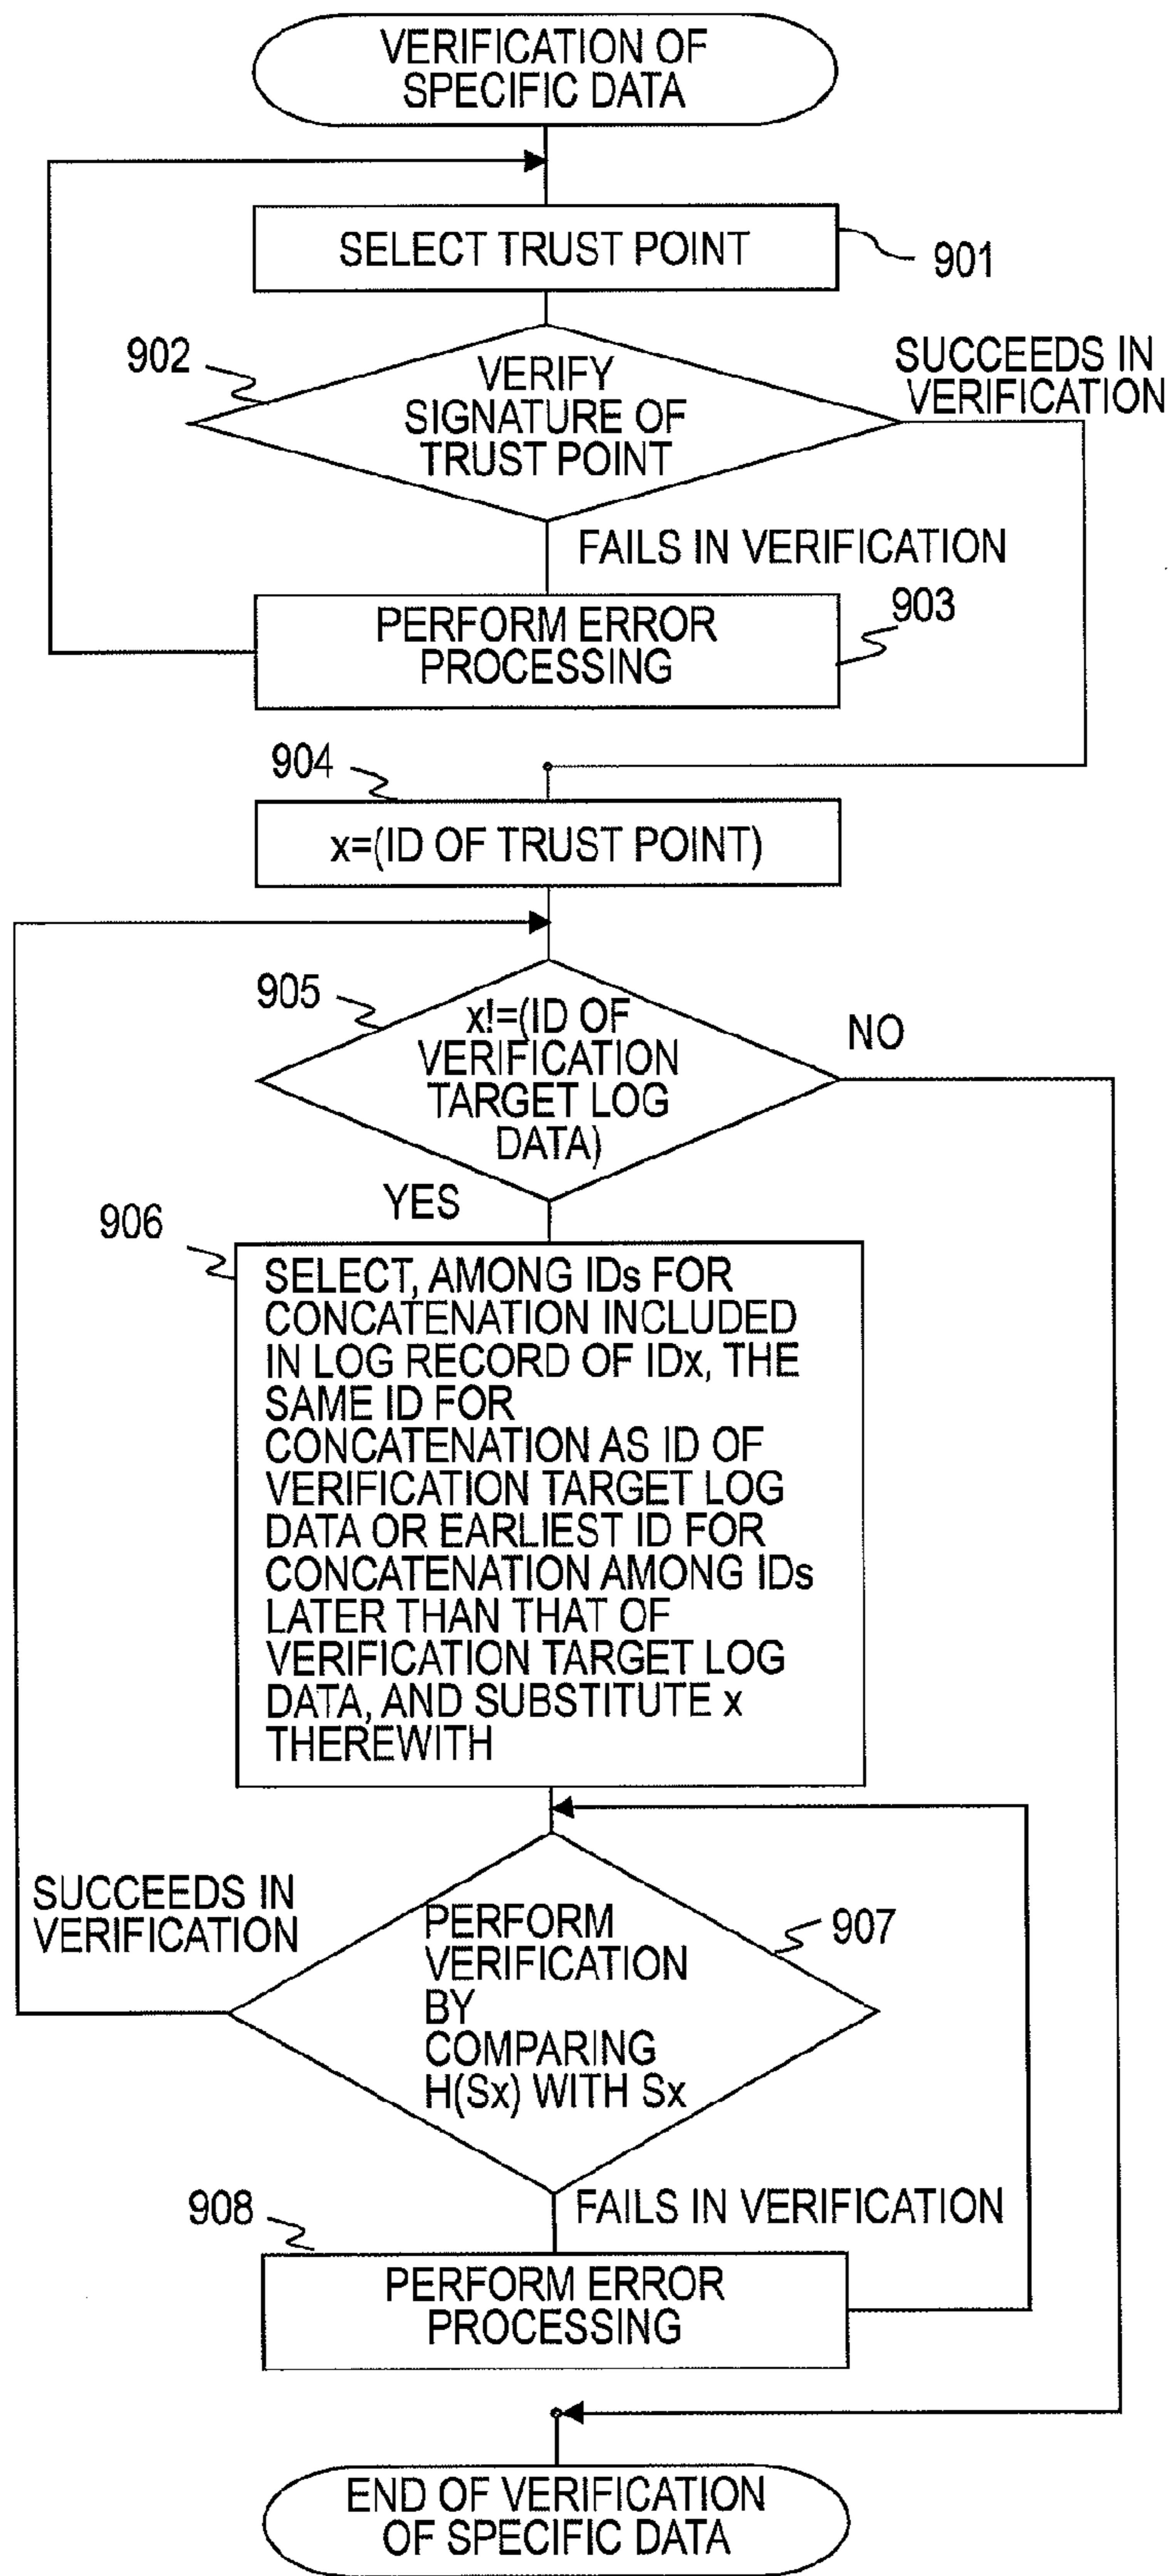 VERIFICATION OF
SPECIFIC DATA
SELECT TRUST POINT
901
902
VERIFY
SIGNATURE OF
TRUST POINT
SUCCEEDS IN
VERIFICATION
FAILS IN VERIFICATION
903
PERFORM ERROR
PROCESSING
904
x=(ID OF TRUST POINT)
905
x!=(ID OF
VERIFICATION
TARGET LOG
DATA)
NO
YES
906
SELECT, AMONG IDs FOR
CONCATENATION INCLUDED
IN LOG RECORD OF IDx, THE
SAME ID FOR
CONCATENATION AS ID OF
VERIFICATION TARGET LOG
DATA OR EARLIEST ID FOR
CONCATENATION AMONG IDs
LATER THAN THAT OF
VERIFICATION TARGET LOG
DATA, AND SUBSTITUTE x
THEREWITH
SUCCEEDS IN
VERIFICATION
PERFORM
VERIFICATION
BY
COMPARING
H(Sx) WITH Sx
907
FAILS IN VERIFICATION
908
PERFORM ERROR
PROCESSING
END OF VERIFICATION
OF SPECIFIC DATA